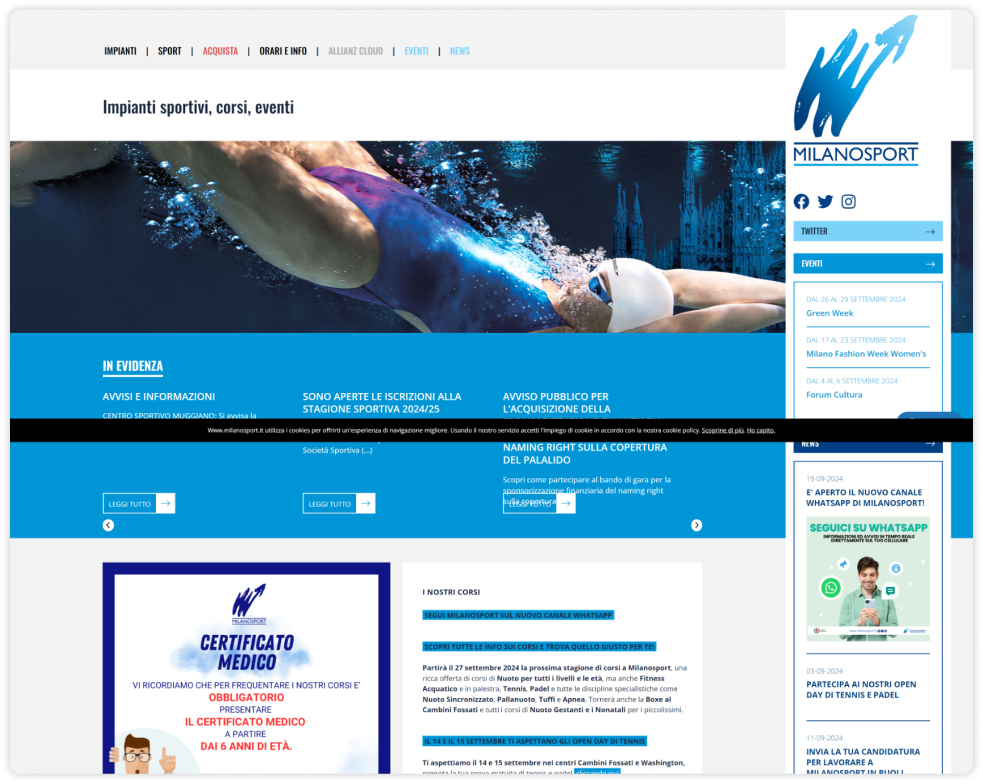 IMPIANTI | SPORT | ACQUISTA | ORARI E INFO | ALLIANZ CLOUD | EVENTI | NEWS
Impianti sportivi, corsi, eventi
MILANOSPORT
TWITTER
EVENTI
DAL 26 AL 29 SETTEMBRE 2024
Green Week
DAL 17 AL 23 SETTEMBRE 2024
Milano Fashion Week Women's
DAL 4 AL 6 SETTEMBRE 2024
Forum Cultura
IN EVIDENZA
AVVISI E INFORMAZIONI
CENTRO SPORTIVO MUGGIANO: Si avvisa la
LEGGI TUTTO
SONO APERTE LE ISCRIZIONI ALLA
STAGIONE SPORTIVA 2024/25
Società Sportiva (...)
LEGGI TUTTO
AVVISO PUBBLICO PER
L'ACQUISIZIONE DELLA
NAMING RIGHT SULLA COPERTURA
DEL PALALIDO
Scopri come partecipare al bando di gara per la
sponsorizzazione finanziaria del naming right
sulla copertura
LEGGI TUTTO
Www.milanosport.it utilizza i cookies per offrirti un'esperienza di navigazione migliore. Usando il nostro servizio accetti l'impiego di cookie in accordo con la nostra cookie policy. Scoprine di più. Ho capito.
NEWS
19-09-2024
E' APERTO IL NUOVO CANALE
WHATSAPP DI MILANOSPORT!
SEGUICI SU WHATSAPP
INFORMAZIONI ED AVVISI IN TEMPO REALE
DIRETTAMENTE SUL TUO CELLULARE
03-09-2024
PARTECIPA AI NOSTRI OPEN
DAY DI TENNIS E PADEL
11-09-2024
INVIA LA TUA CANDIDATURA
PER LAVORARE A
MILANOSPORT IN RUOLI
MILANOSPORT
CERTIFICATO
MEDICO
VI RICORDIAMO CHE PER FREQUENTARE I NOSTRI CORSI E'
OBBLIGATORIO
PRESENTARE
IL CERTIFICATO MEDICO
A PARTIRE
DAI 6 ANNI DI ETÀ.
I NOSTRI CORSI
SEGUI MILANOSPORT SUL NUOVO CANALE WHATSAPP
SCOPRI TUTTE LE INFO SUI CORSI E TROVA QUELLO GIUSTO PER TE!
Partirà il 27 settembre 2024 la prossima stagione di corsi a Milanosport, una
ricca offerta di corsi di Nuoto per tutti i livelli e le età, ma anche Fitness
Acquatico e in palestra, Tennis, Padel e tutte le discipline specialistiche come
Nuoto Sincronizzato, Pallanuoto, Tuffi e Apnea. Tornerà anche la Boxe al
Cambini Fossati e tutti i corsi di Nuoto Gestanti e i Nonatali per i piccolissimi.
IL 14 E IL 15 SETTEMBRE TI ASPETTANO GLI OPEN DAY DI TENNIS
Ti aspettiamo il 14 e 15 settembre nei centri Cambini Fossati e Washington,
prenota la tua prova gratuita di tennis e padel cliccando qui